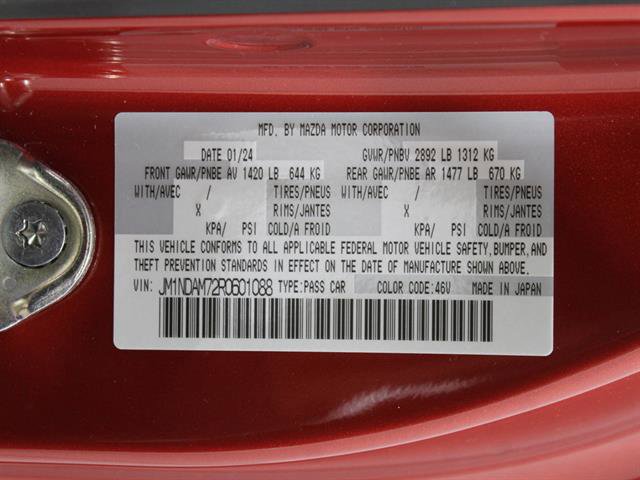 MFD. BY MAZDA MOTOR CORPORATION
DATE 01/24 GVWR/PNBV 2892 LB 1312 KG
FRONT GAWR/PNBE AV 1420 LB 644 KG REAR GAWR/PNBE AR 1477 LB 670 KG
WITH/AVEC / TIRES/PNEUS WITH/AVEC / TIRES/PNEUS
X RIMS/JANTES X RIMS/JANTES
KPA/ PSI COLD/A FROID KPA/ PSI COLD/A FROID
THIS VEHICLE CONFORMS TO ALL APPLICABLE FEDERAL MOTOR VEHICLE SAFETY, BUMPER, AND
THEFT PREVENTION STANDARDS IN EFFECT ON THE DATE OF MANUFACTURE SHOWN ABOVE.
VIN: JM1NDAM72R0601088 TYPE:PASS CAR COLOR CODE:46V MADE IN JAPAN